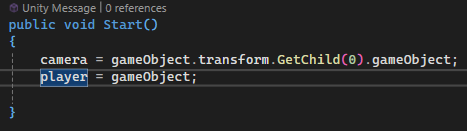 Unity Message | 0 references
public void Start()
{
camera = gameObject.transform.GetChild(0).gameObject;
player = gameObject;
}